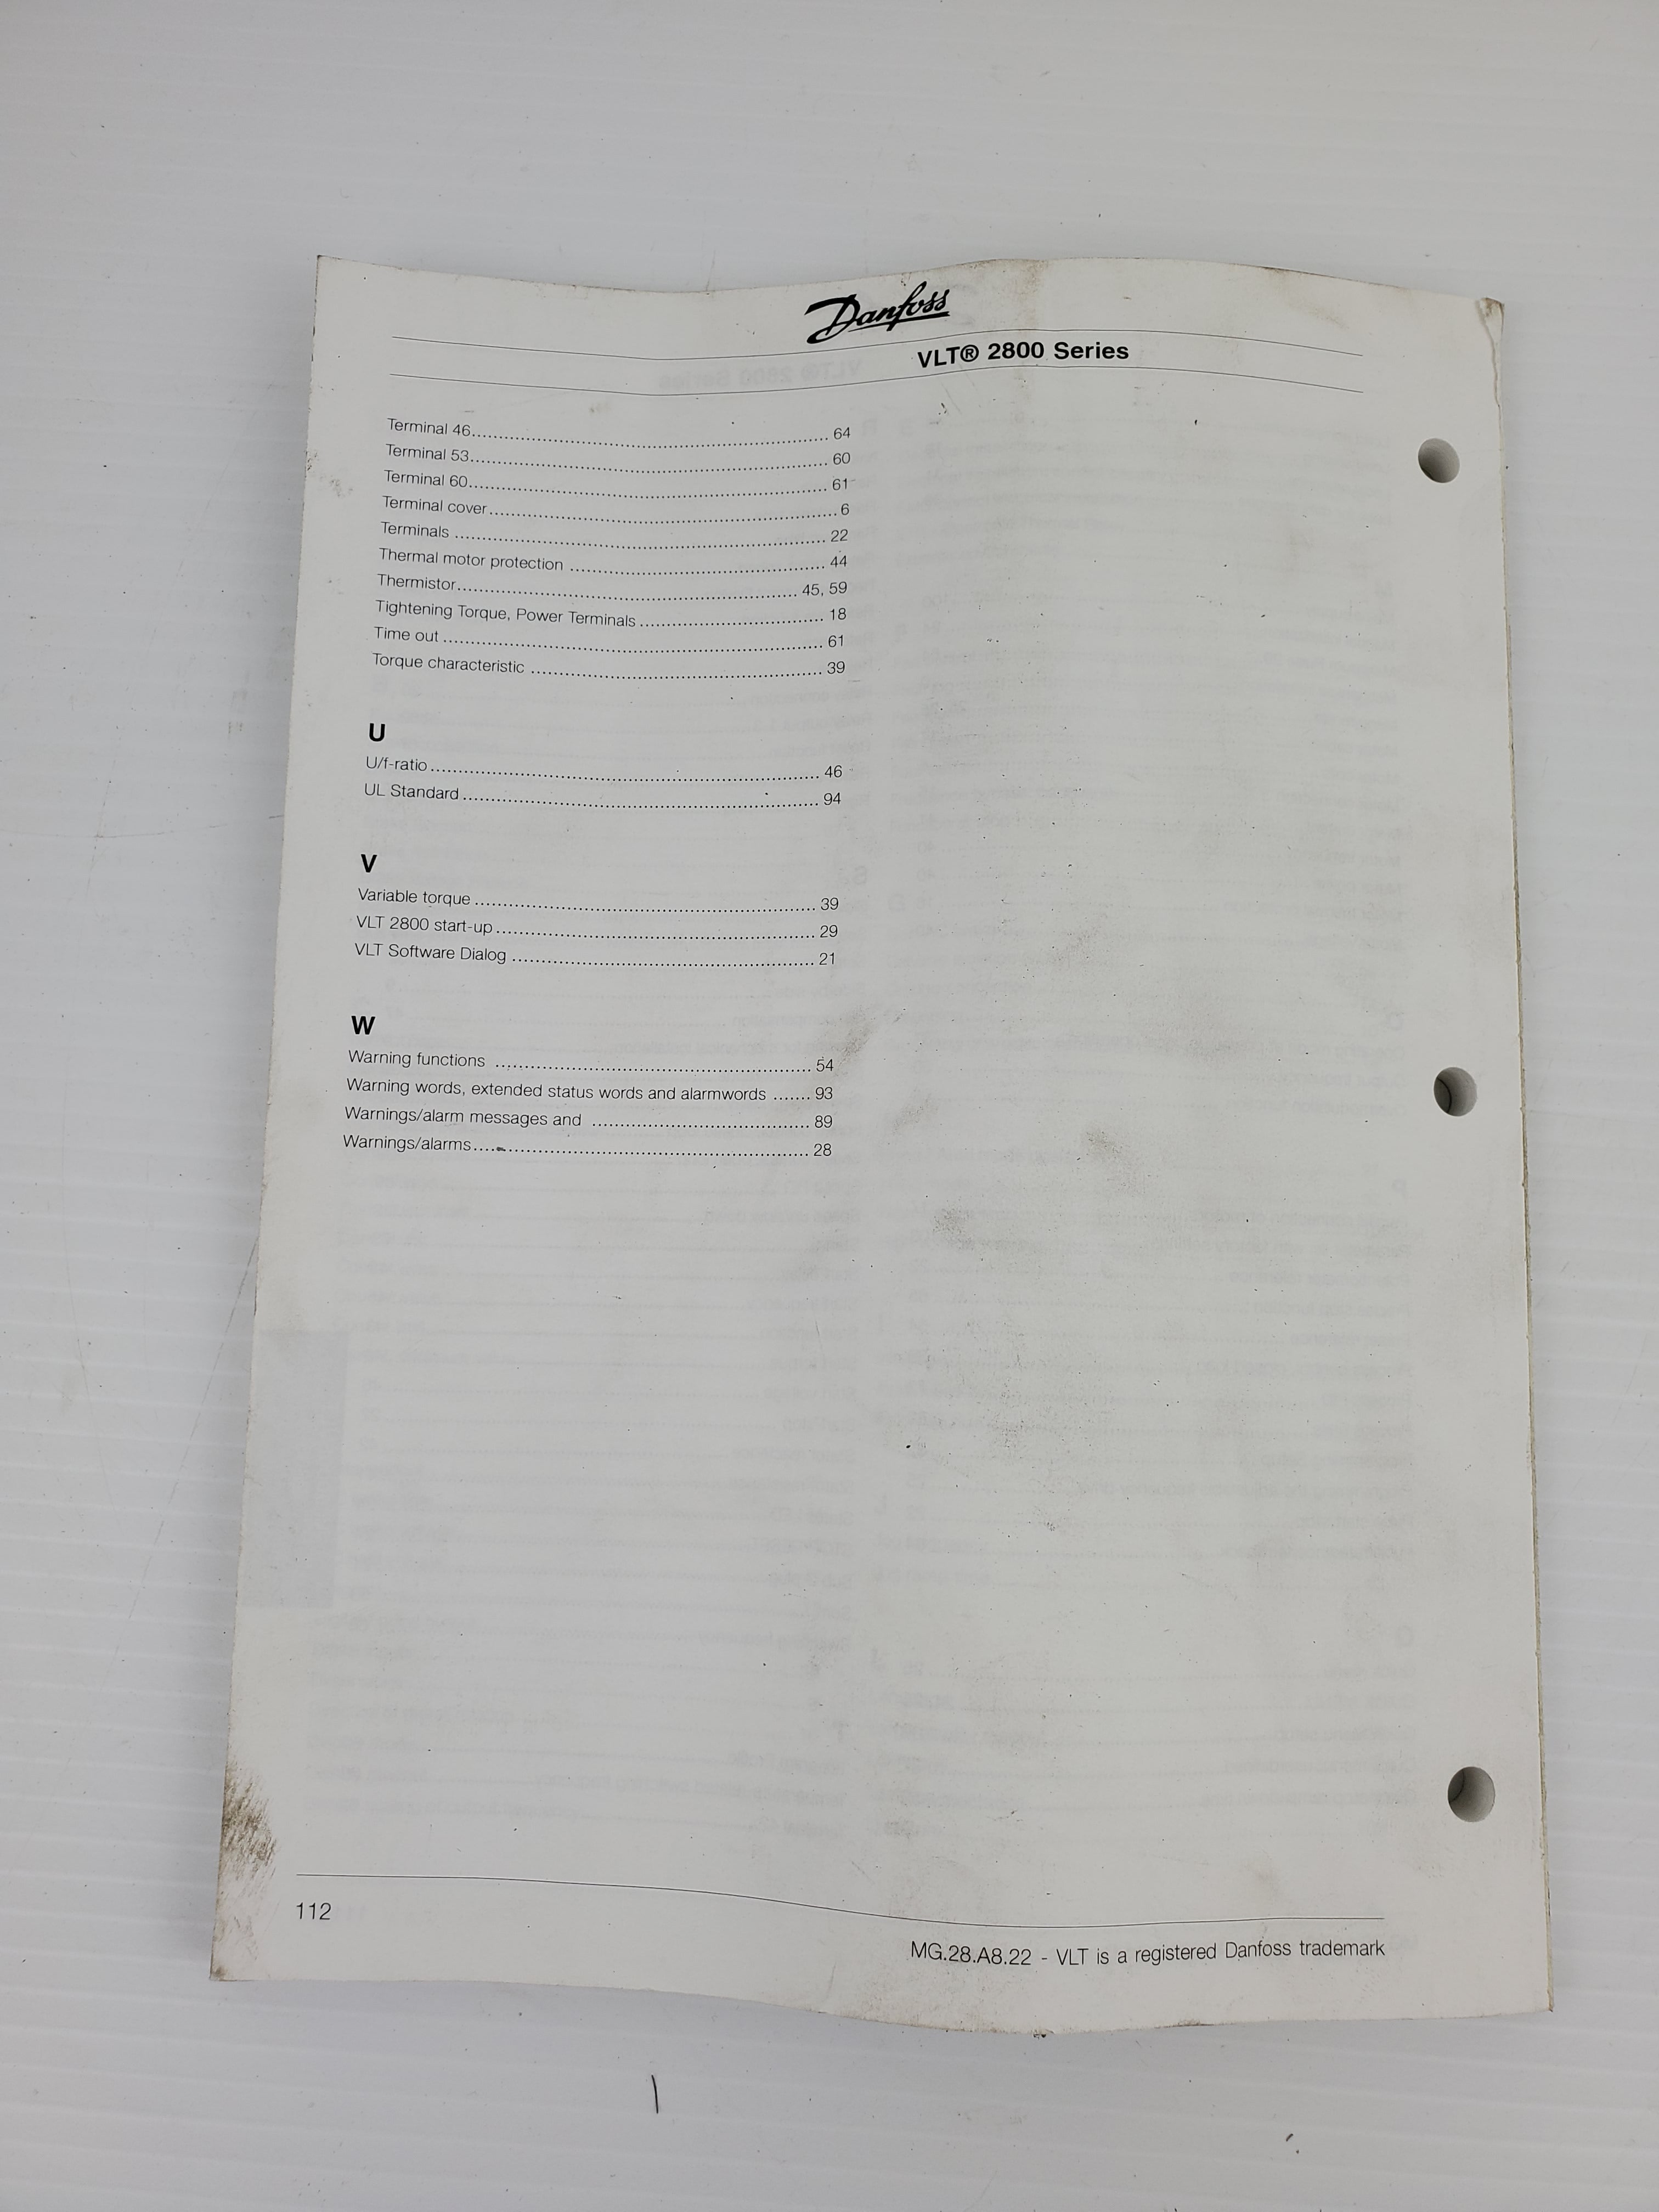 Danfoss
VLT® 2800 Series
Terminal 46 ........ 64
Terminal 53 ........ 60
Terminal 60 ........ 61
Terminal cover ........ 6
Terminals ........ 22
Thermal motor protection ........ 44
Thermistor ........ 45, 59
Tightening Torque, Power Terminals ........ 18
Time out ........ 61
Torque characteristic ........ 39
U
U/f-ratio ........ 46
UL Standard ........ 94
V
Variable torque ........ 39
VLT 2800 start-up ........ 29
VLT Software Dialog ........ 21
W
Warning functions ........ 54
Warning words, extended status words and alarmwords ....... 93
Warnings/alarm messages and ........ 89
Warnings/alarms ........ 28
112
MG.28.A8.22 - VLT is a registered Danfoss trademark